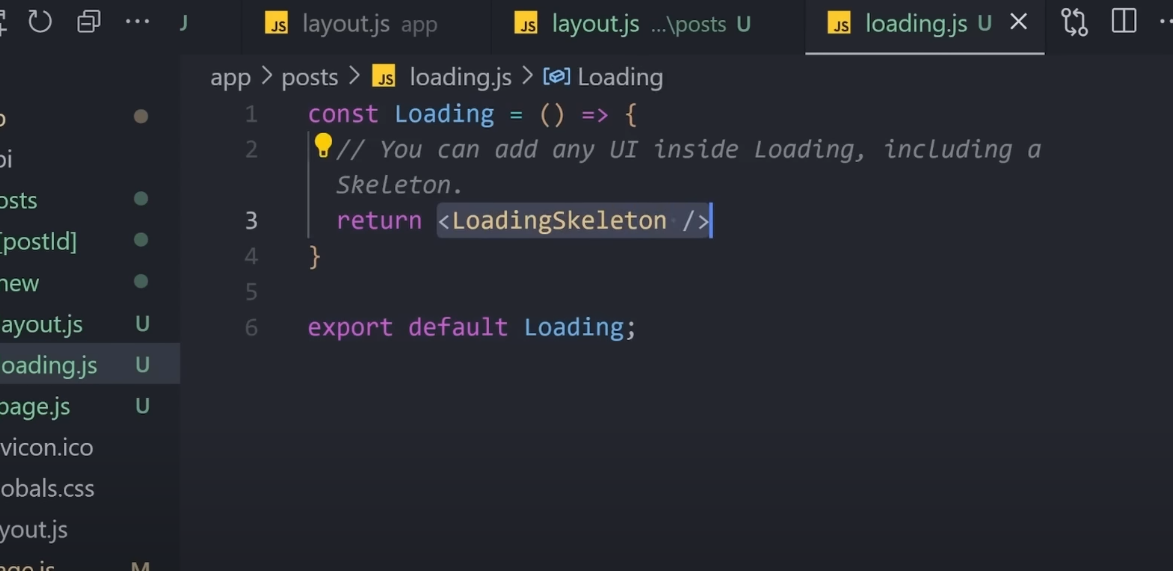 J
JS layout.js app
JS layout.js ...\posts U
JS loading.js U
app > posts > JS loading.js > Loading
1 const Loading = () => {
2 // You can add any UI inside Loading, including a
Skeleton.
3 return <LoadingSkeleton />
4 }
5
6 export default Loading;
osts
[postId]
new
ayout.js U
oading.js U
page.js U
vicon.ico
obals.css
yout.js
age.js M